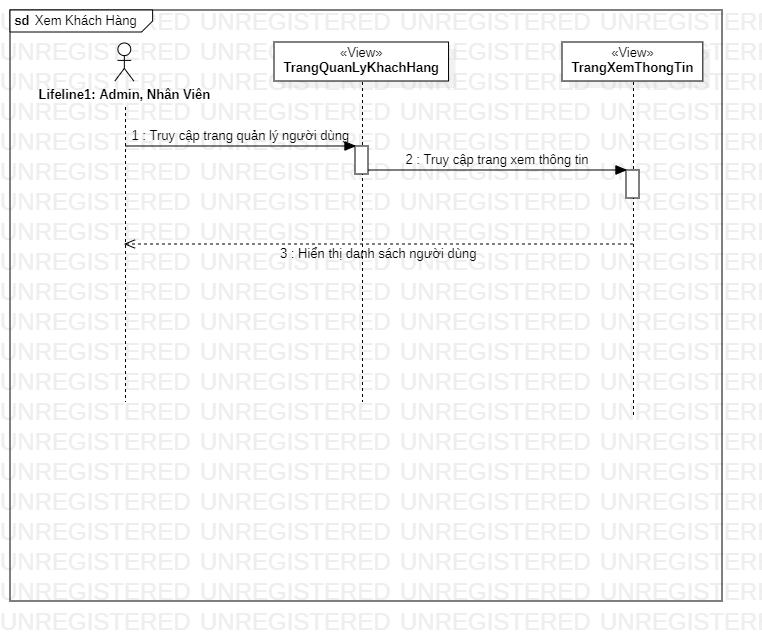 sd Xem Khách Hàng
«View»
TrangQuanLyKhachHang
«View»
TrangXemThongTin
Lifeline1: Admin, Nhân Viên
1 : Truy cập trang quản lý người dùng
2 : Truy cập trang xem thông tin
3 : Hiển thị danh sách người dùng
UNREGISTERED UNREGISTERED UNREGISTERED UNREGISTERED